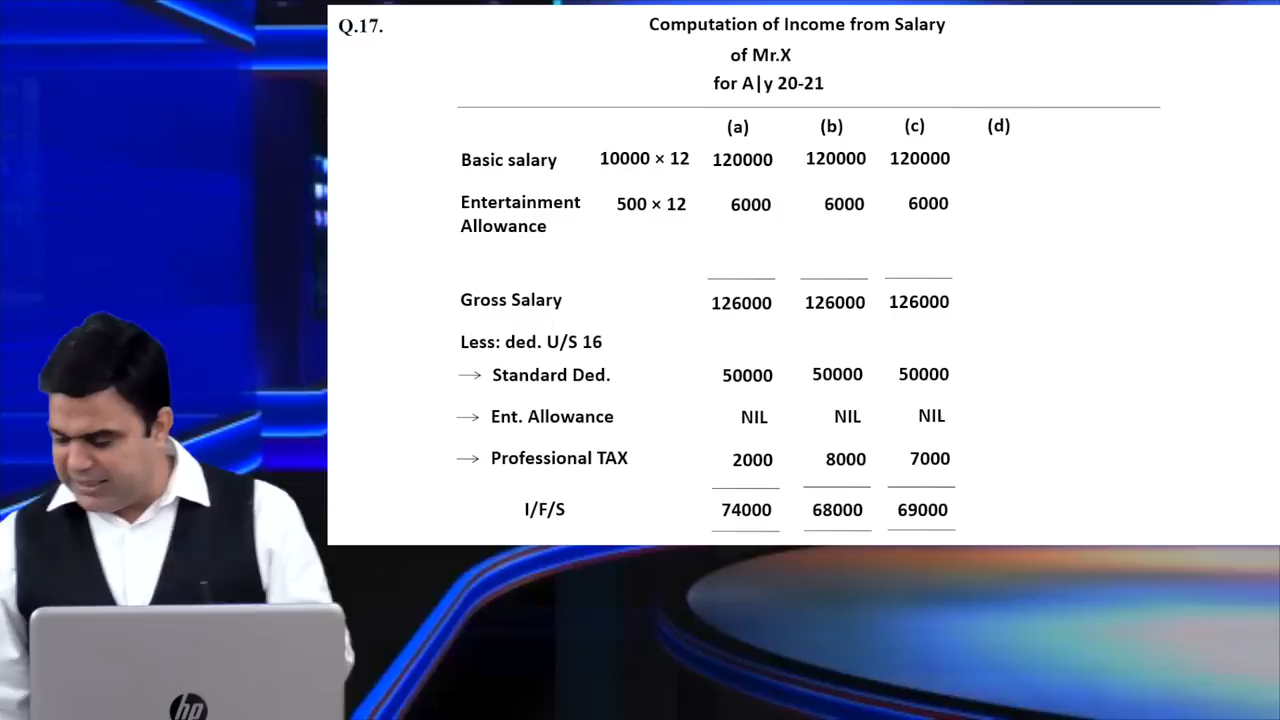 Q.17. Computation of Income from Salary
of Mr.X
for A|y 20-21
(a) (b) (c) (d)
Basic salary 10000 × 12 120000 120000 120000
Entertainment 500 × 12 6000 6000 6000
Allowance
Gross Salary 126000 126000 126000
Less: ded. U/S 16
→ Standard Ded. 50000 50000 50000
→ Ent. Allowance NIL NIL NIL
→ Professional TAX 2000 8000 7000
I/F/S 74000 68000 69000
hp